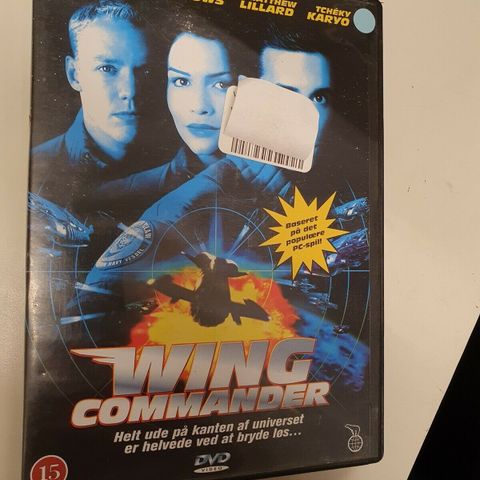 MATTHEW
LILLARD
TCHÉKY
KARYO
Baseret
på det
populære
PC-spil!
WING
COMMANDER
Helt ude på kanten af universet
er helvede ved at bryde løs...
15
DVD
VIDEO